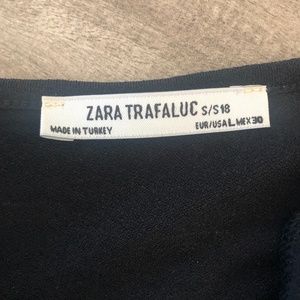 ZARA TRAFALUC S/S18
MADE IN TURKEY EUR/USA L MEX 30